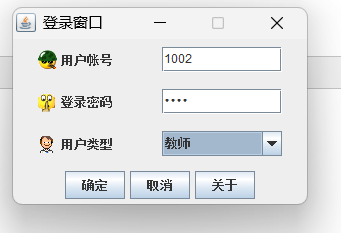 登录窗口
用户帐号 1002
登录密码 ••••
用户类型 教师
确定 取消 关于